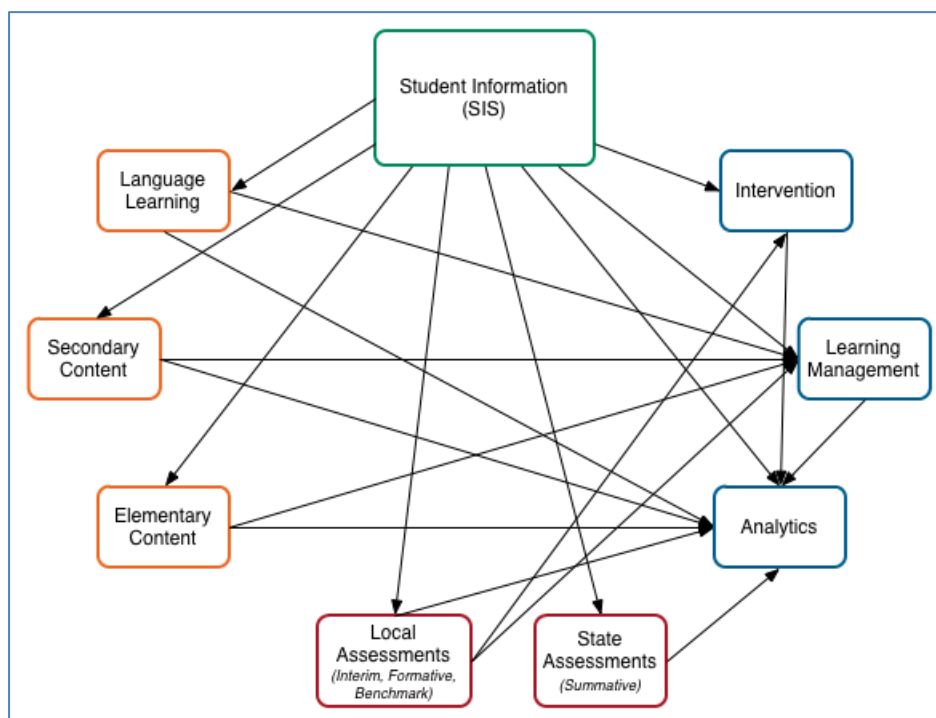 Student Information
(SIS)
Language
Learning
Intervention
Secondary
Content
Learning
Management
Elementary
Content
Analytics
Local
Assessments
(Interim, Formative,
Benchmark)
State
Assessments
(Summative)